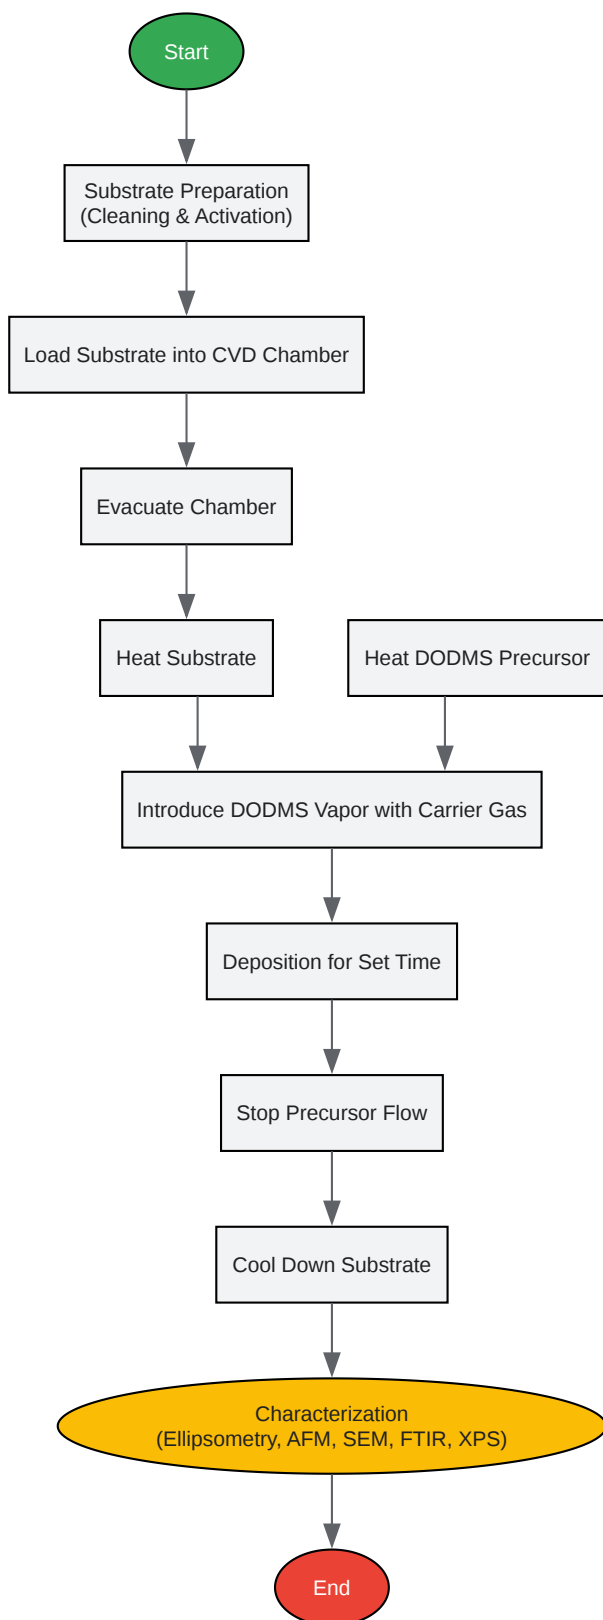 Start
Substrate Preparation
(Cleaning & Activation)
Load Substrate into CVD Chamber
Evacuate Chamber
Heat Substrate
Heat DODMS Precursor
Introduce DODMS Vapor with Carrier Gas
Deposition for Set Time
Stop Precursor Flow
Cool Down Substrate
Characterization
(Ellipsometry, AFM, SEM, FTIR, XPS)
End